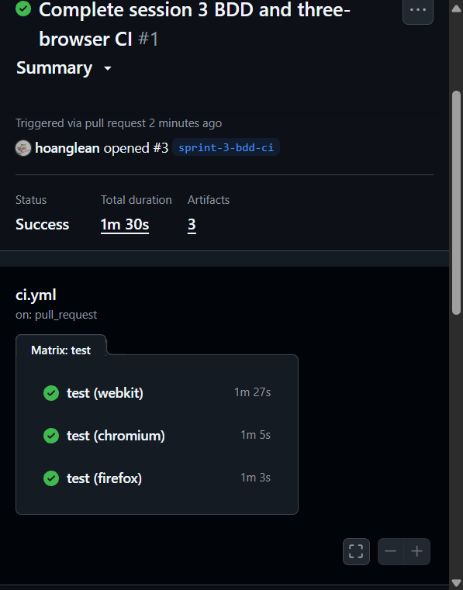 Complete session 3 BDD and three-
browser CI #1
Summary
Triggered via pull request 2 minutes ago
hoanglean opened #3 sprint-3-bdd-ci
Status Total duration Artifacts
Success 1m 30s 3
ci.yml
on: pull_request
Matrix: test
test (webkit) 1m 27s
test (chromium) 1m 5s
test (firefox) 1m 3s